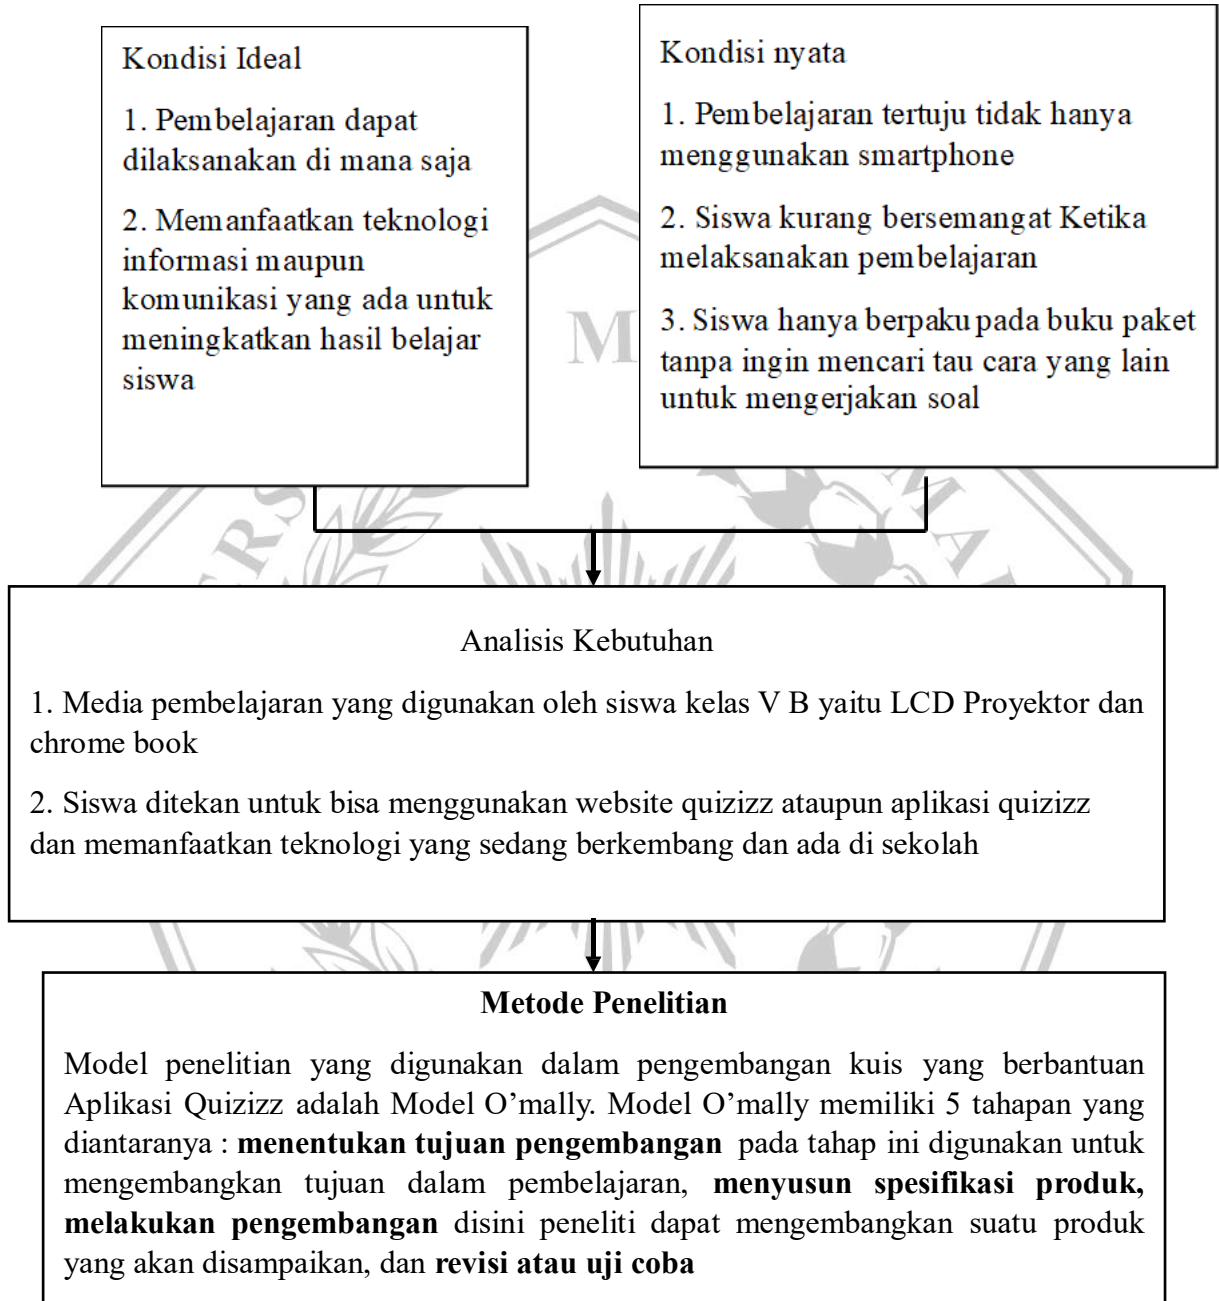 Kondisi Ideal
1. Pembelajaran dapat
dilaksanakan di mana saja
2. Memanfaatkan teknologi
informasi maupun
komunikasi yang ada untuk
meningkatkan hasil belajar
siswa
Kondisi nyata
1. Pembelajaran tertuju tidak hanya
menggunakan smartphone
2. Siswa kurang bersemangat Ketika
melaksanakan pembelajaran
3. Siswa hanya berpaku pada buku paket
tanpa ingin mencari tau cara yang lain
untuk mengerjakan soal
Analisis Kebutuhan
1. Media pembelajaran yang digunakan oleh siswa kelas V B yaitu LCD Proyektor dan
chrome book
2. Siswa ditekan untuk bisa menggunakan website quizizz ataupun aplikasi quizizz
dan memanfaatkan teknologi yang sedang berkembang dan ada di sekolah
Metode Penelitian
Model penelitian yang digunakan dalam pengembangan kuis yang berbantuan
Aplikasi Quizizz adalah Model O’mally. Model O’mally memiliki 5 tahapan yang
diantaranya : menentukan tujuan pengembangan pada tahap ini digunakan untuk
mengembangkan tujuan dalam pembelajaran, menyusun spesifikasi produk,
melakukan pengembangan disini peneliti dapat mengembangkan suatu produk
yang akan disampaikan, dan revisi atau uji coba